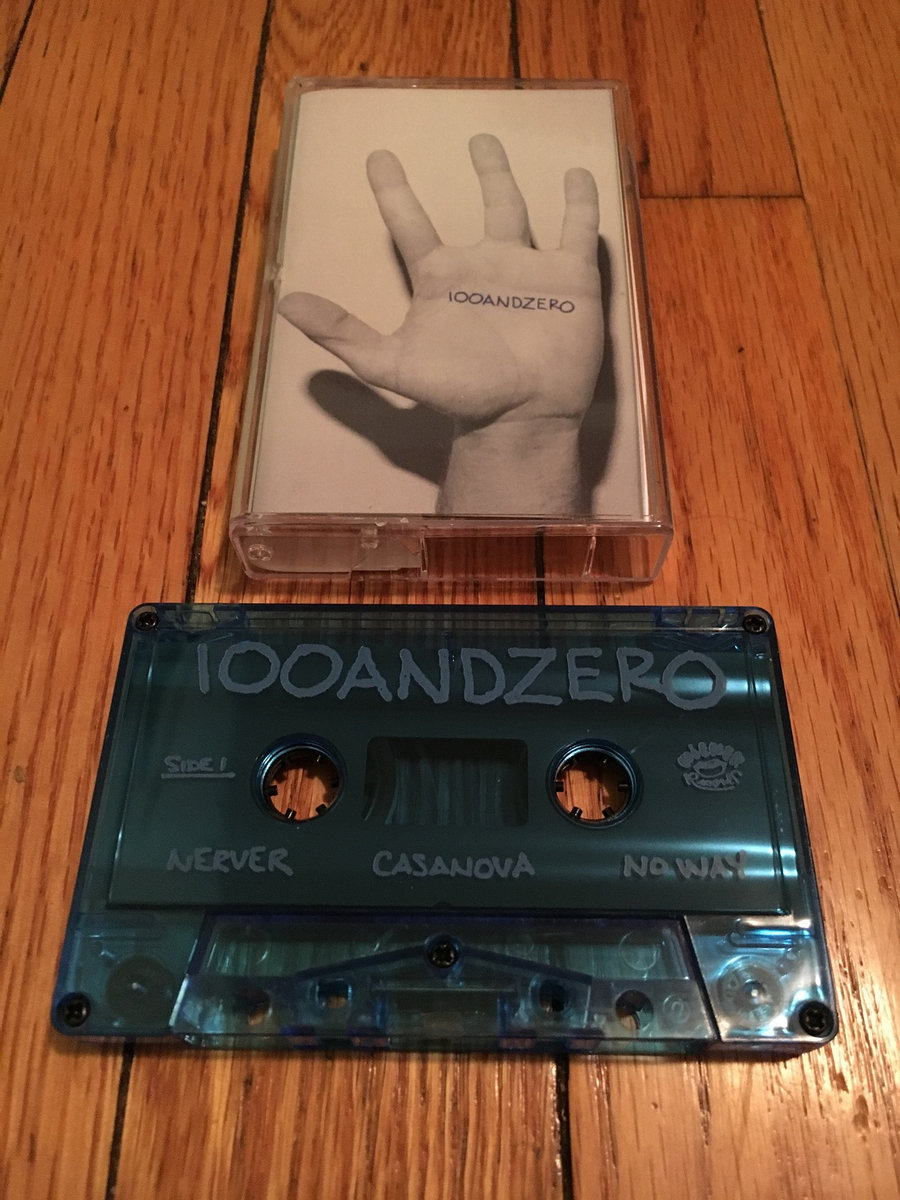 100ANDZERO
100ANDZERO
SIDE 1
NERVER CASANOVA NO WAY